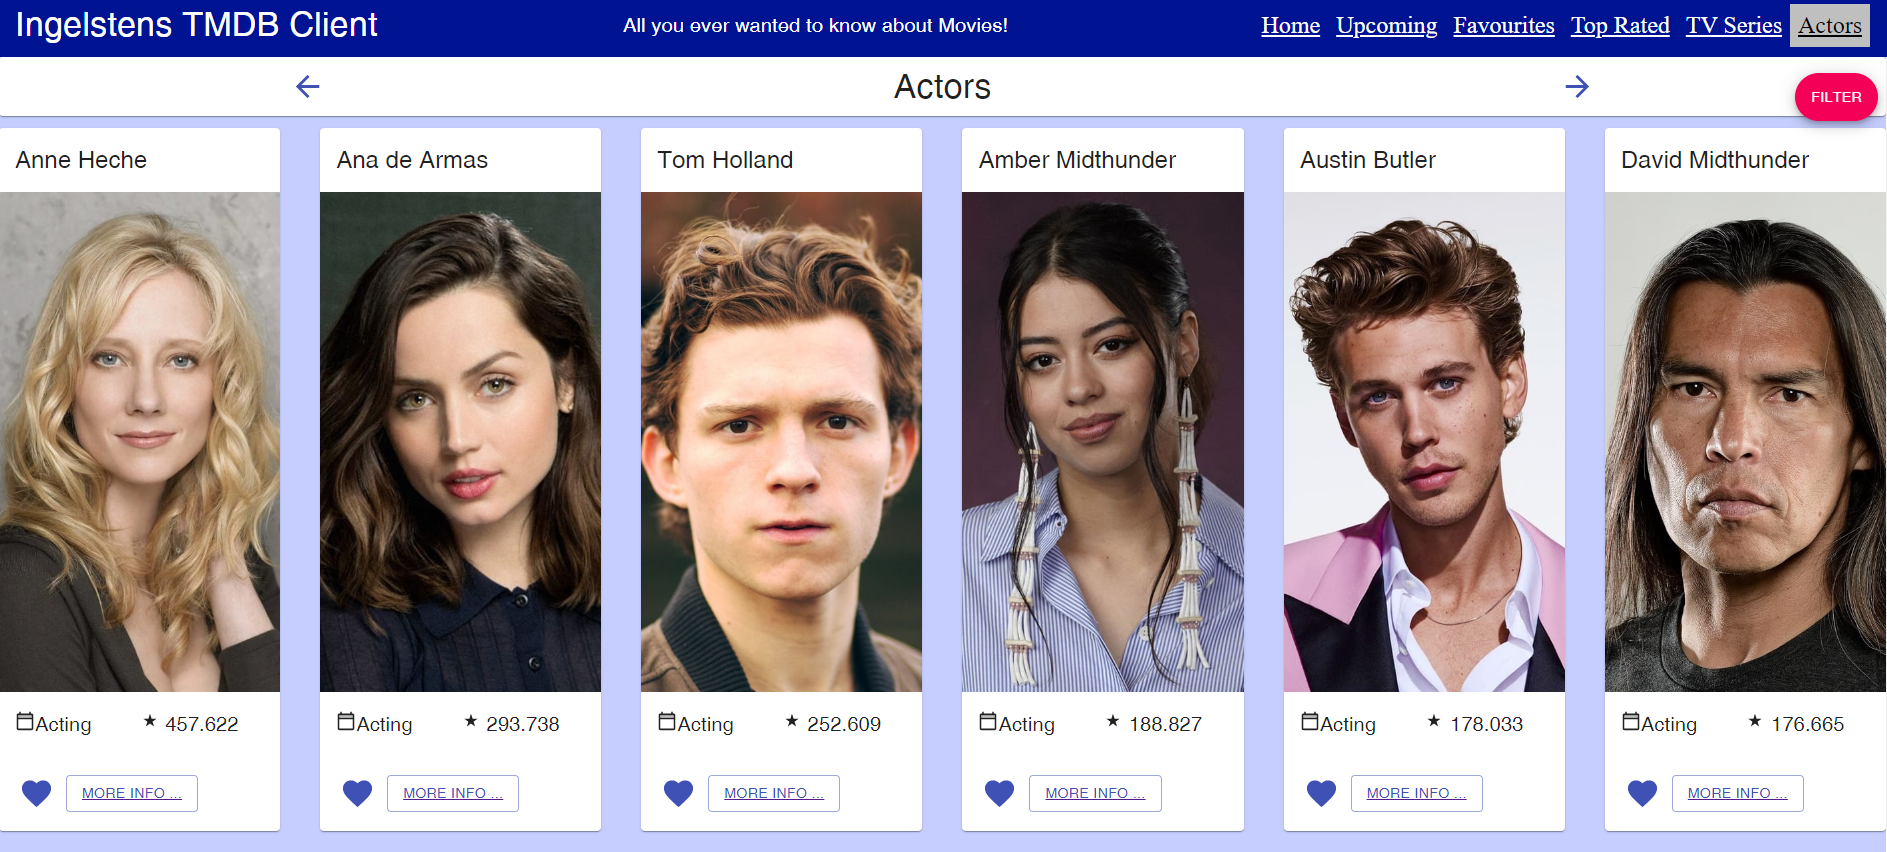 Ingelstens TMDB Client
All you ever wanted to know about Movies!
Home Upcoming Favourites Top Rated TV Series Actors
Actors
FILTER
Anne Heche
Ana de Armas
Tom Holland
Amber Midthunder
Austin Butler
David Midthunder
Acting ★ 457.622
Acting ★ 293.738
Acting ★ 252.609
Acting ★ 188.827
Acting ★ 178.033
Acting ★ 176.665
MORE INFO ...
MORE INFO ...
MORE INFO ...
MORE INFO ...
MORE INFO ...
MORE INFO ...